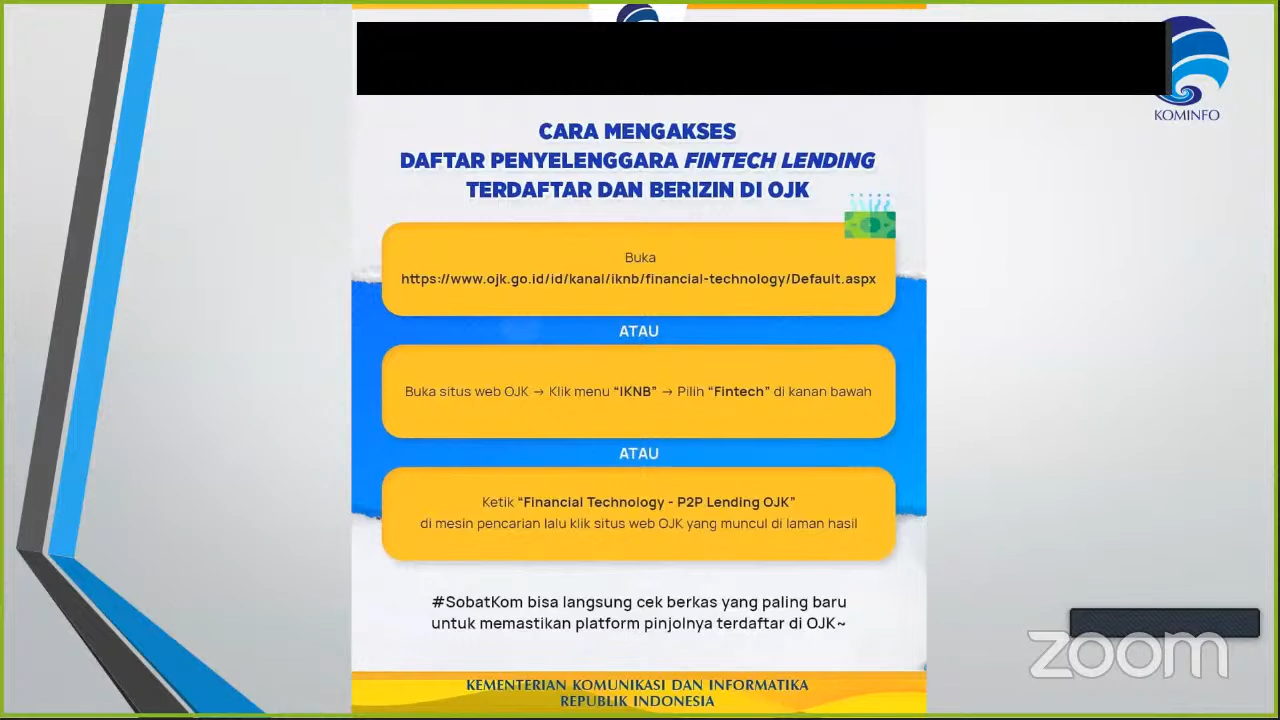 KOMINFO
CARA MENGAKSES
DAFTAR PENYELENGGARA FINTECH LENDING
TERDAFTAR DAN BERIZIN DI OJK
Buka
https://www.ojk.go.id/id/kanal/iknb/financial-technology/Default.aspx
ATAU
Buka situs web OJK → Klik menu “IKNB” → Pilih “Fintech” di kanan bawah
ATAU
Ketik “Financial Technology - P2P Lending OJK”
di mesin pencarian lalu klik situs web OJK yang muncul di laman hasil
#SobatKom bisa langsung cek berkas yang paling baru
untuk memastikan platform pinjolnya terdaftar di OJK~
zoom
KEMENTERIAN KOMUNIKASI DAN INFORMATIKA
REPUBLIK INDONESIA